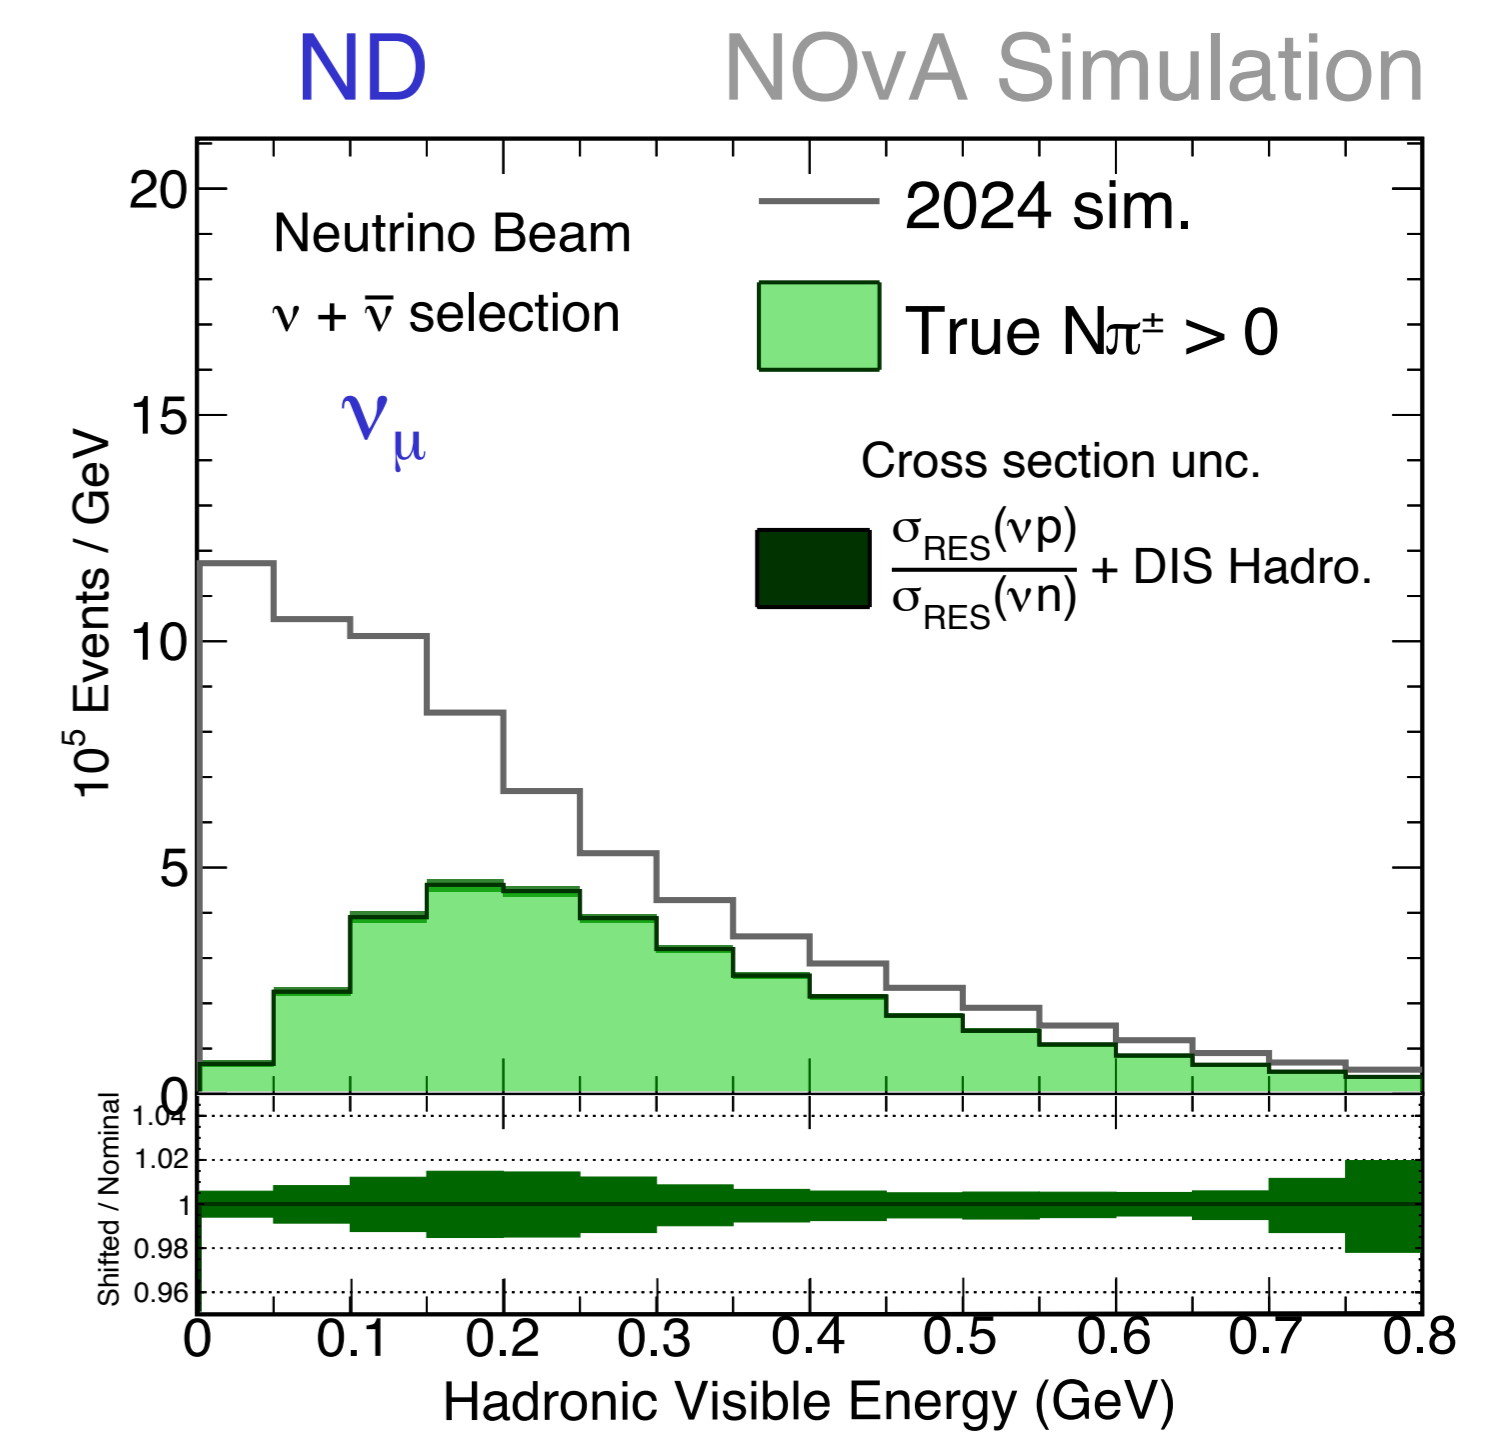 ND
NOvA Simulation
Neutrino Beam
ν + ν̅ selection
ν_μ
2024 sim.
True Nπ± > 0
Cross section unc.
σ_RES(νp)
σ_RES(νn)
+ DIS Hadro.
10⁵ Events / GeV
20
15
10
5
0
Shifted / Nominal
1.04
1.02
1
0.98
0.96
0 0.1 0.2 0.3 0.4 0.5 0.6 0.7 0.8
Hadronic Visible Energy (GeV)